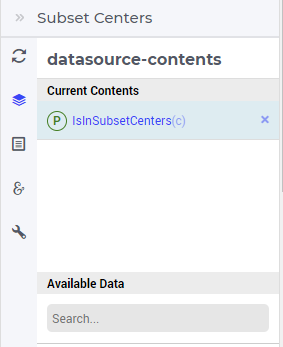 » Subset Centers
datasource-contents
Current Contents
P IsInSubsetCenters(c) ×
&
Available Data
Search...